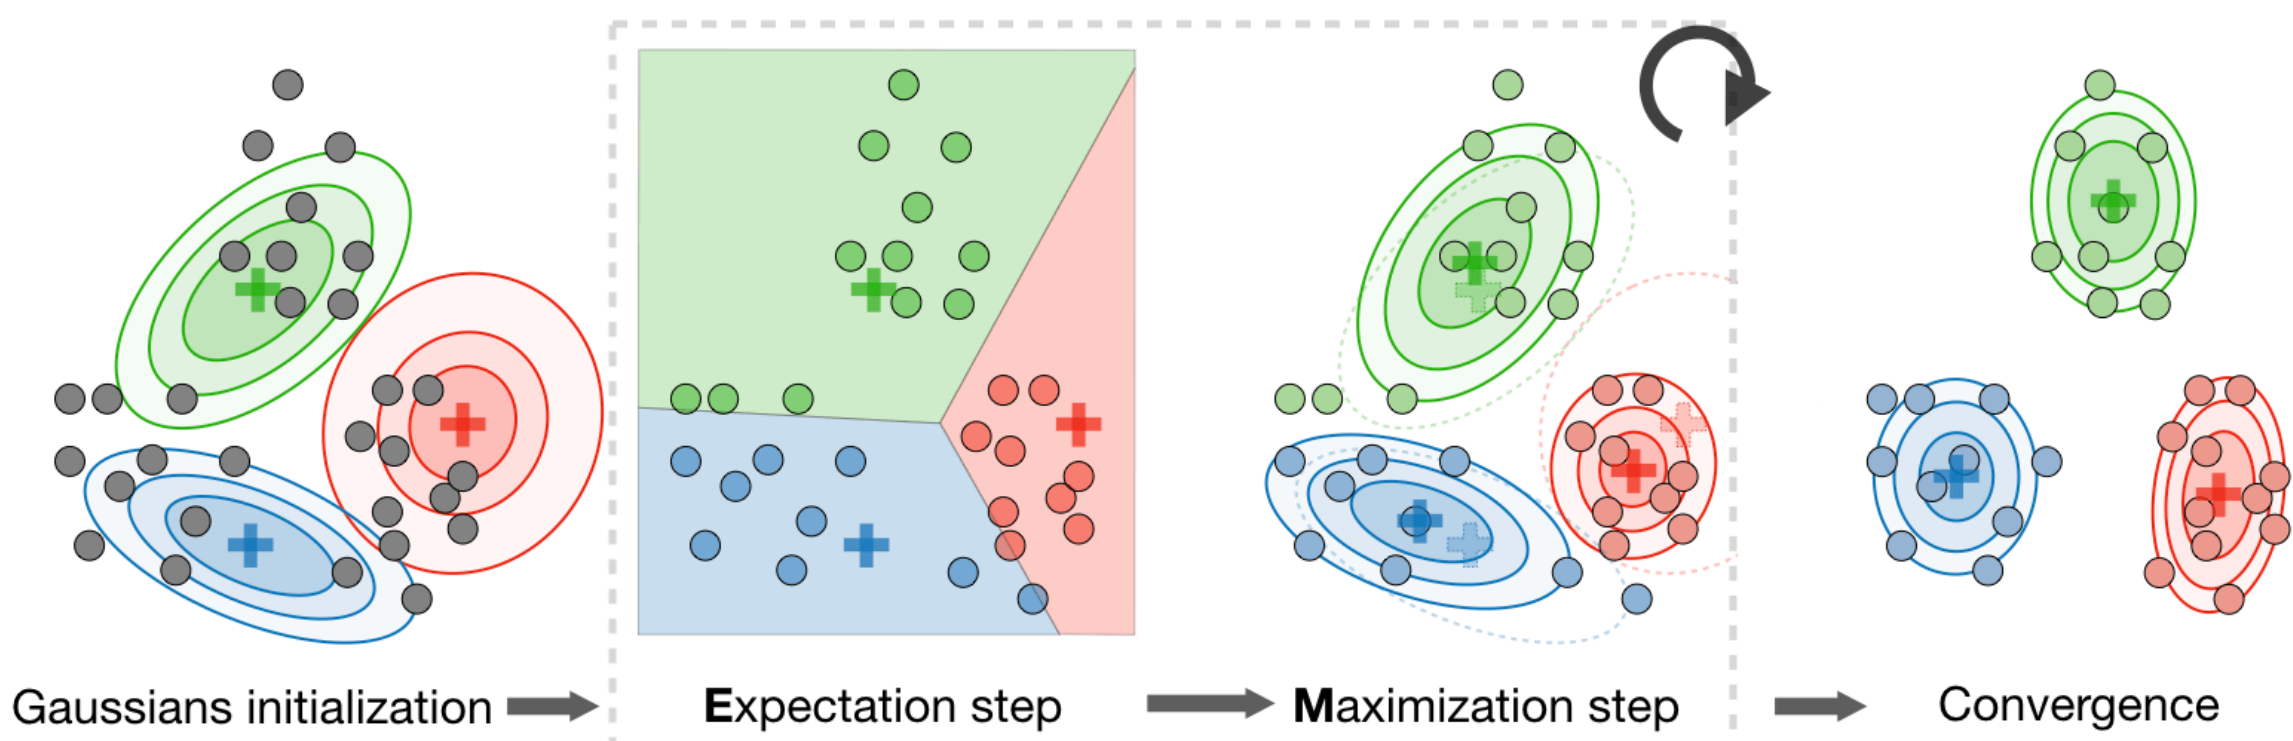 Gaussians initialization
Expectation step
Maximization step
Convergence